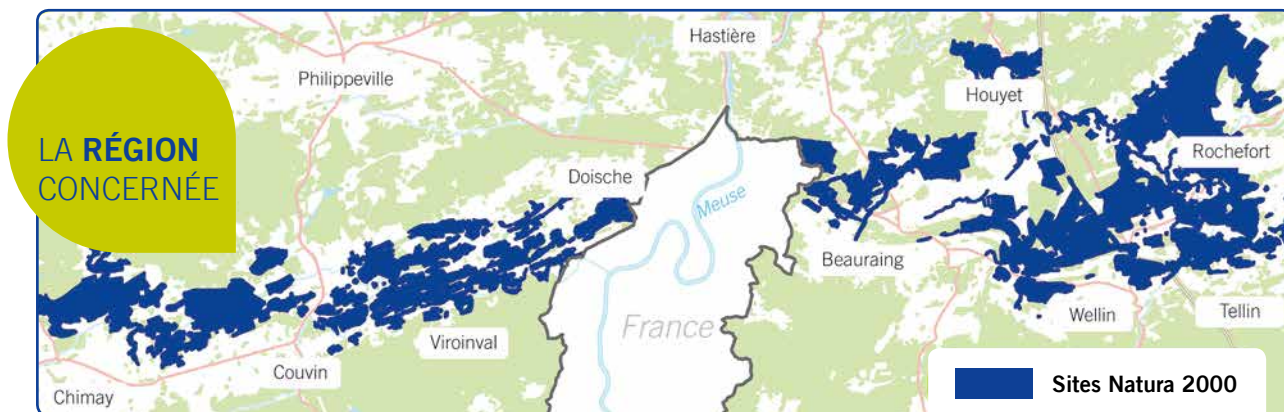 LA RÉGION
CONCERNÉE
Hastière
Philippeville
Houyet
Rochefort
Doische
Meuse
Beauraing
France
Viroinval
Wellin
Tellin
Couvin
Chimay
Sites Natura 2000